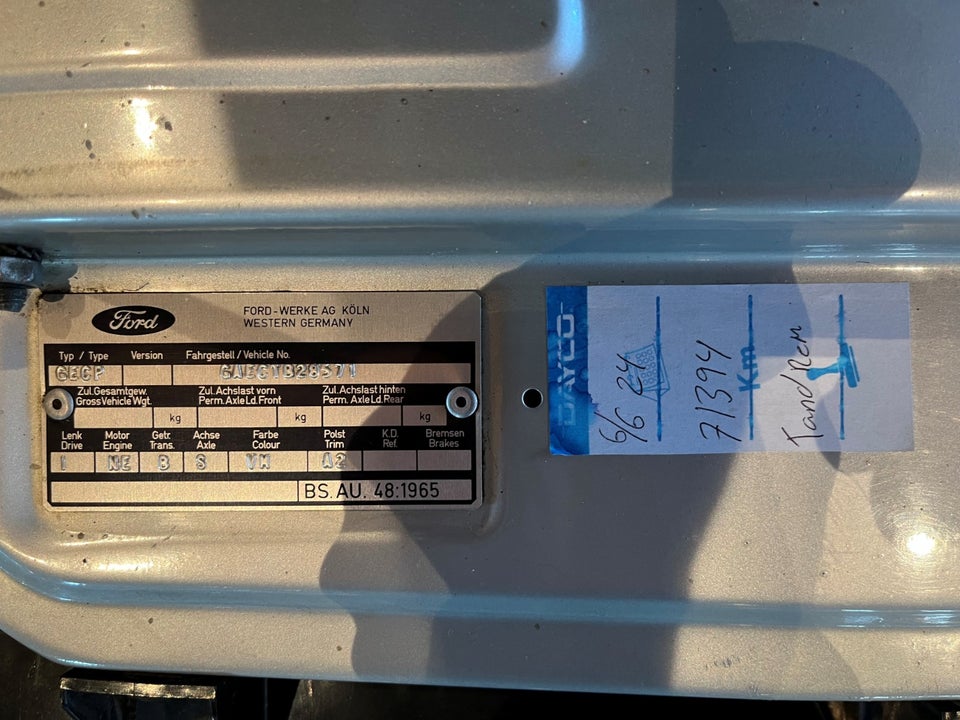 Ford
FORD-WERKE AG KÖLN
WESTERN GERMANY
Typ / Type Version Fahrgestell / Vehicle No.
GECP GAECTB28571
Zul.Gesamtgew. Zul. Achslast vorn Zul. Achslast hinten
Gross Vehicle Wgt. Perm. Axle Ld. Front Perm. Axle Ld. Rear
kg kg kg
Lenk Motor Getr. Achse Farbe Polst K.D. Bremsen
Drive Engine Trans. Axle Colour Trim Ref. Brakes
1 NE B S VM A2
BS. AU. 48:1965
DAYCO
6/6 24
71394
Km
Tandrem